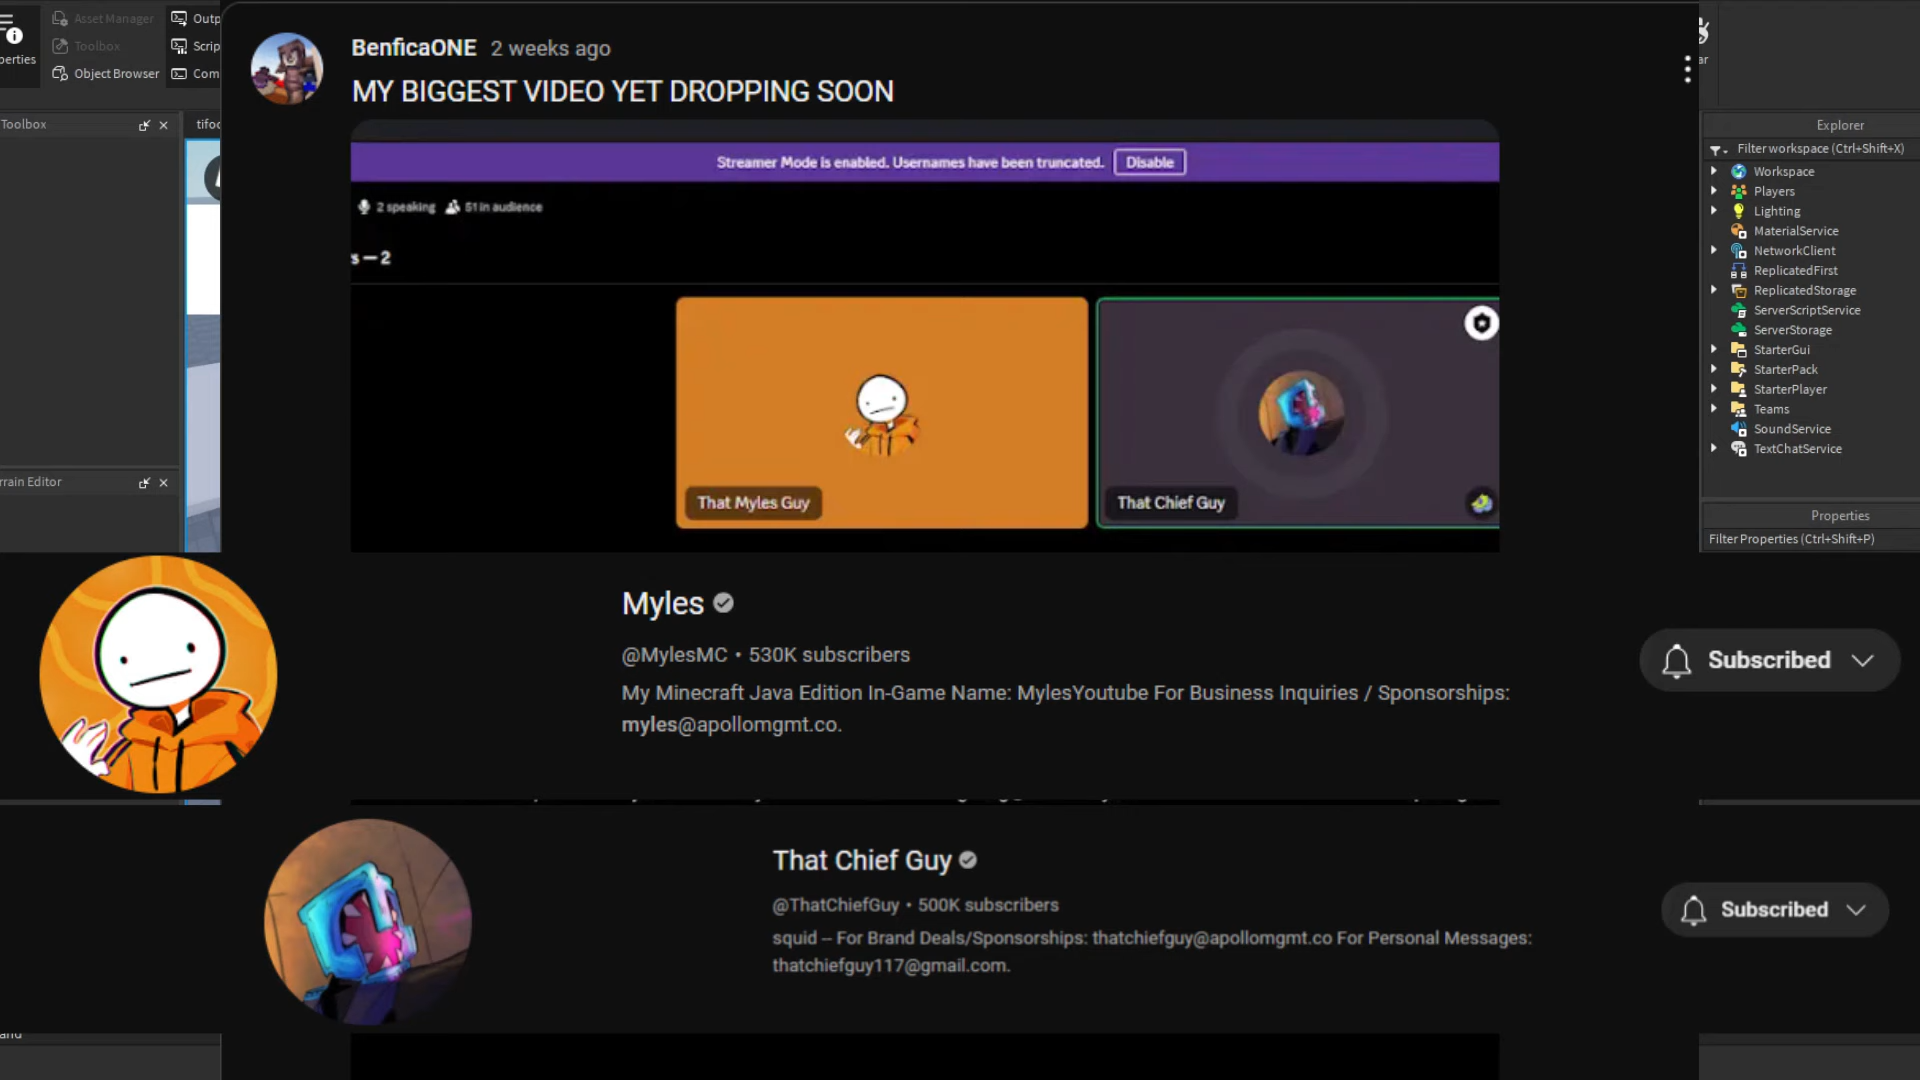 Asset Manager
Outp
Toolbox
Scrip
perties
Object Browser
Com
BenficaONE 2 weeks ago
MY BIGGEST VIDEO YET DROPPING SOON
ar
Toolbox
tifo
Explorer
Filter workspace (Ctrl+Shift+X)
Streamer Mode is enabled. Usernames have been truncated. Disable
Workspace
Players
2 speaking 51 in audience
Lighting
MaterialService
s — 2
NetworkClient
ReplicatedFirst
ReplicatedStorage
ServerScriptService
ServerStorage
StarterGui
StarterPack
StarterPlayer
Teams
SoundService
TextChatService
rrain Editor
That Myles Guy
That Chief Guy
Properties
Filter Properties (Ctrl+Shift+P)
Myles
@MylesMC • 530K subscribers
Subscribed
My Minecraft Java Edition In-Game Name: MylesYoutube For Business Inquiries / Sponsorships:
myles@apollomgmt.co.
That Chief Guy
@ThatChiefGuy • 500K subscribers
Subscribed
squid -- For Brand Deals/Sponsorships: thatchiefguy@apollomgmt.co For Personal Messages:
thatchiefguy117@gmail.com.